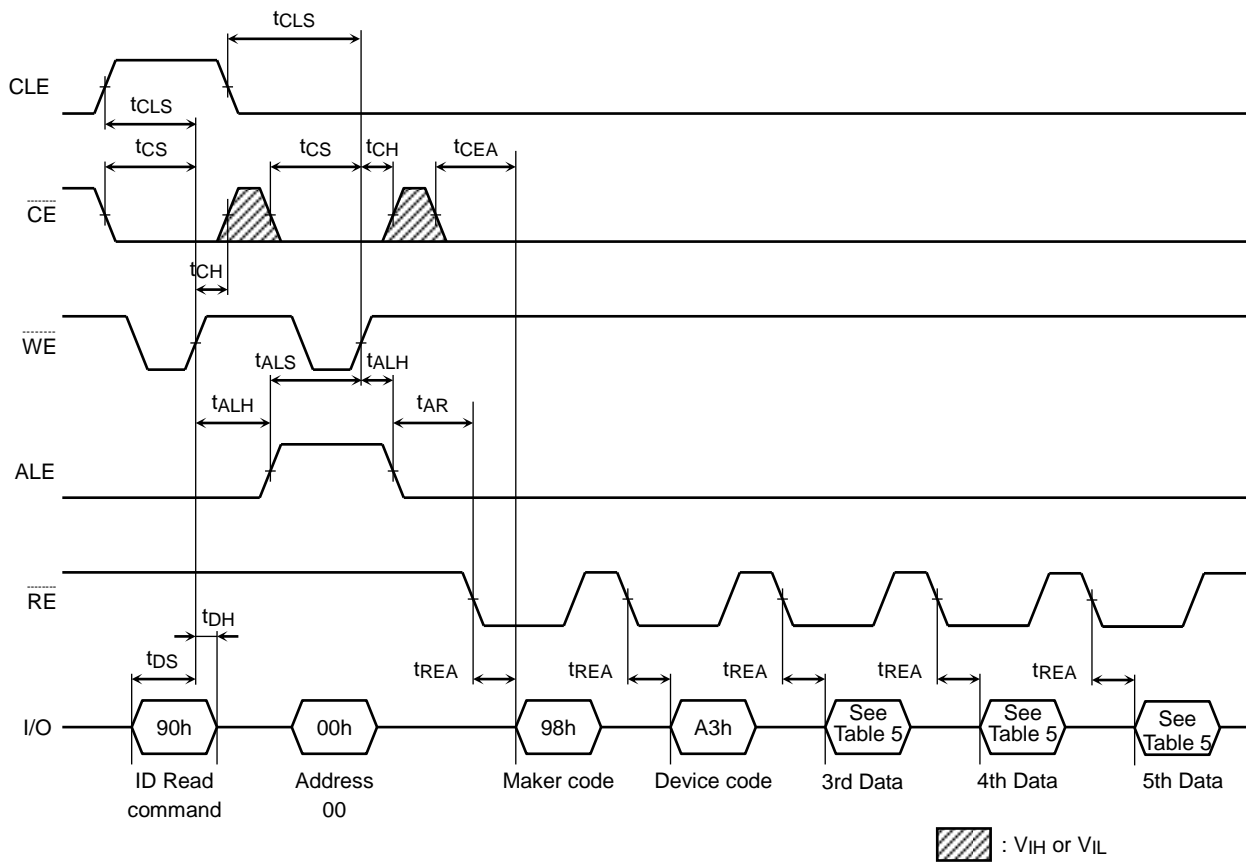 tCLS
CLE
tCLS
tCS tCS tCH tCEA
CE
tCH
WE
tALS tALH
tALH tAR
ALE
RE
tDH
tDS tREA tREA tREA tREA tREA
I/O 90h 00h 98h A3h See Table 5 See Table 5 See Table 5
ID Read command
Address 00
Maker code
Device code
3rd Data
4th Data
5th Data
: VIH or VIL